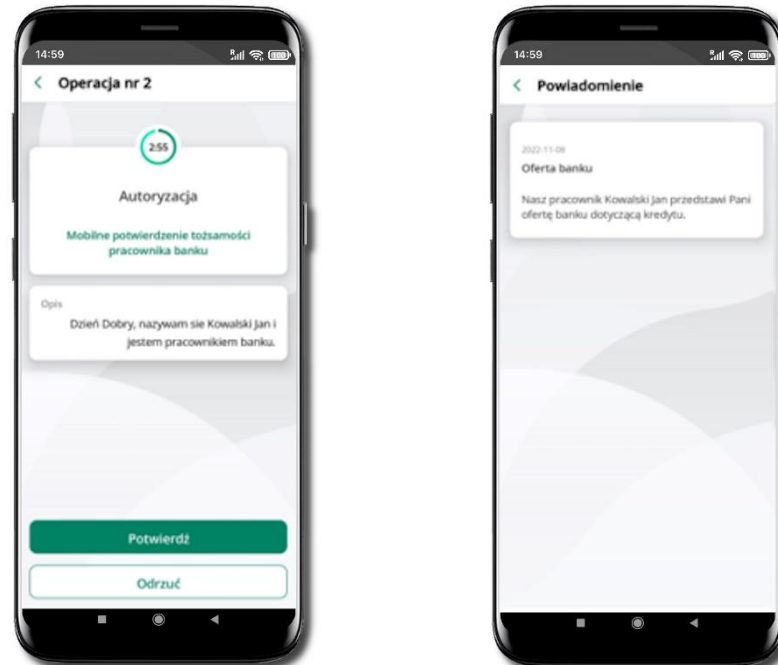 14:59
Operacja nr 2
2:55
Autoryzacja
Mobilne potwierdzenie tożsamości
pracownika banku
Opis
Dzień Dobry, nazywam sie Kowalski Jan i
jestem pracownikiem banku.
Potwierdź
Odrzuć
14:59
Powiadomienie
2022-11-08
Oferta banku
Nasz pracownik Kowalski Jan przedstawi Pani
ofertę banku dotyczącą kredytu.